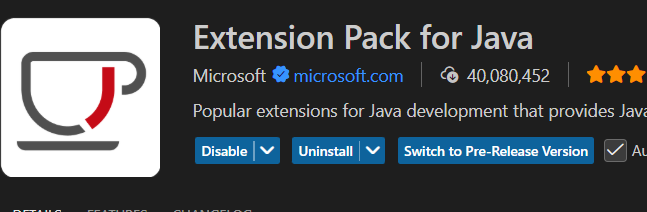 Extension Pack for Java
Microsoft microsoft.com 40,080,452
Popular extensions for Java development that provides Java
Disable Uninstall Switch to Pre-Release Version Au
DETAILS FEATURES CHANGELOG